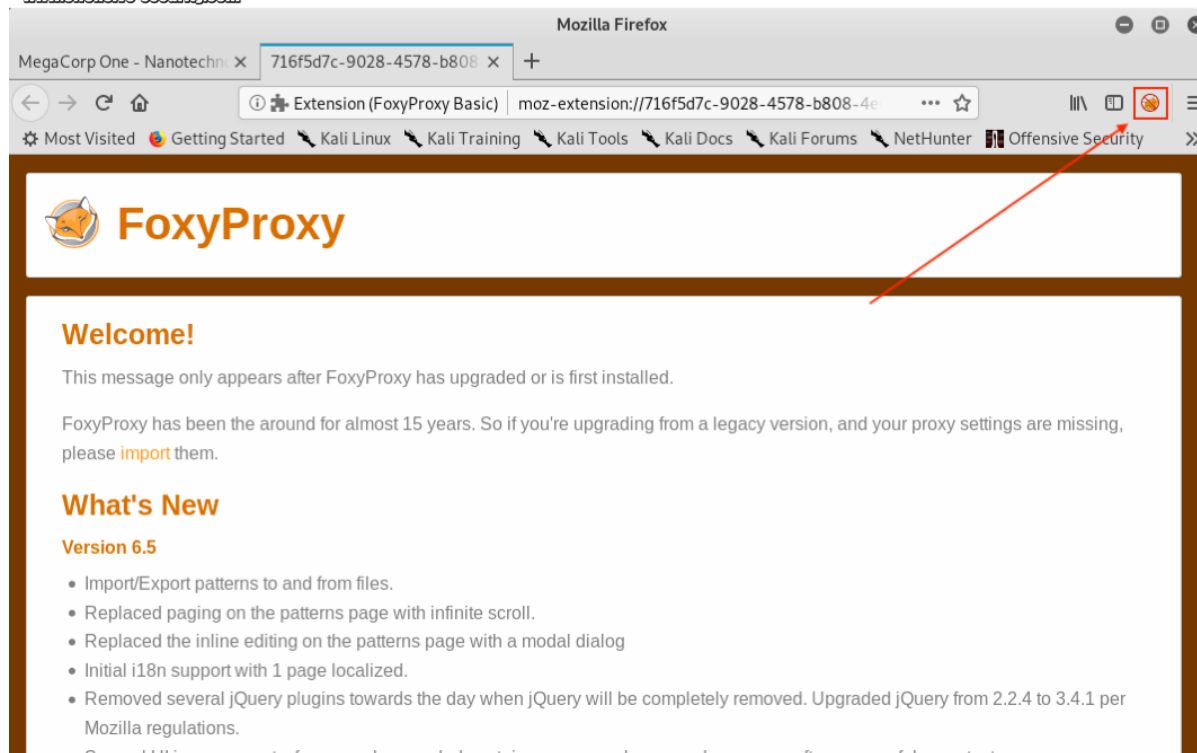 Mozilla Firefox
MegaCorp One - Nanotechno
716f5d7c-9028-4578-b808
Extension (FoxyProxy Basic) moz-extension://716f5d7c-9028-4578-b808-4e
Most Visited Getting Started Kali Linux Kali Training Kali Tools Kali Docs Kali Forums NetHunter Offensive Security
FoxyProxy
Welcome!
This message only appears after FoxyProxy has upgraded or is first installed.
FoxyProxy has been the around for almost 15 years. So if you're upgrading from a legacy version, and your proxy settings are missing,
please import them.
What's New
Version 6.5
• Import/Export patterns to and from files.
• Replaced paging on the patterns page with infinite scroll.
• Replaced the inline editing on the patterns page with a modal dialog
• Initial i18n support with 1 page localized.
• Removed several jQuery plugins towards the day when jQuery will be completely removed. Upgraded jQuery from 2.2.4 to 3.4.1 per
Mozilla regulations.